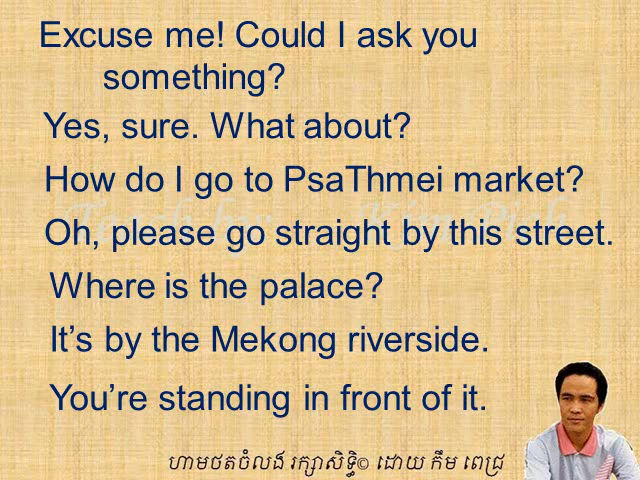 Excuse me! Could I ask you
something?
Yes, sure. What about?
How do I go to PsaThmei market?
Oh, please go straight by this street.
Where is the palace?
It’s by the Mekong riverside.
You’re standing in front of it.
ហាមថតចំលង រក្សាសិទ្ធិ© ដោយ គឹម ពេជ្រ